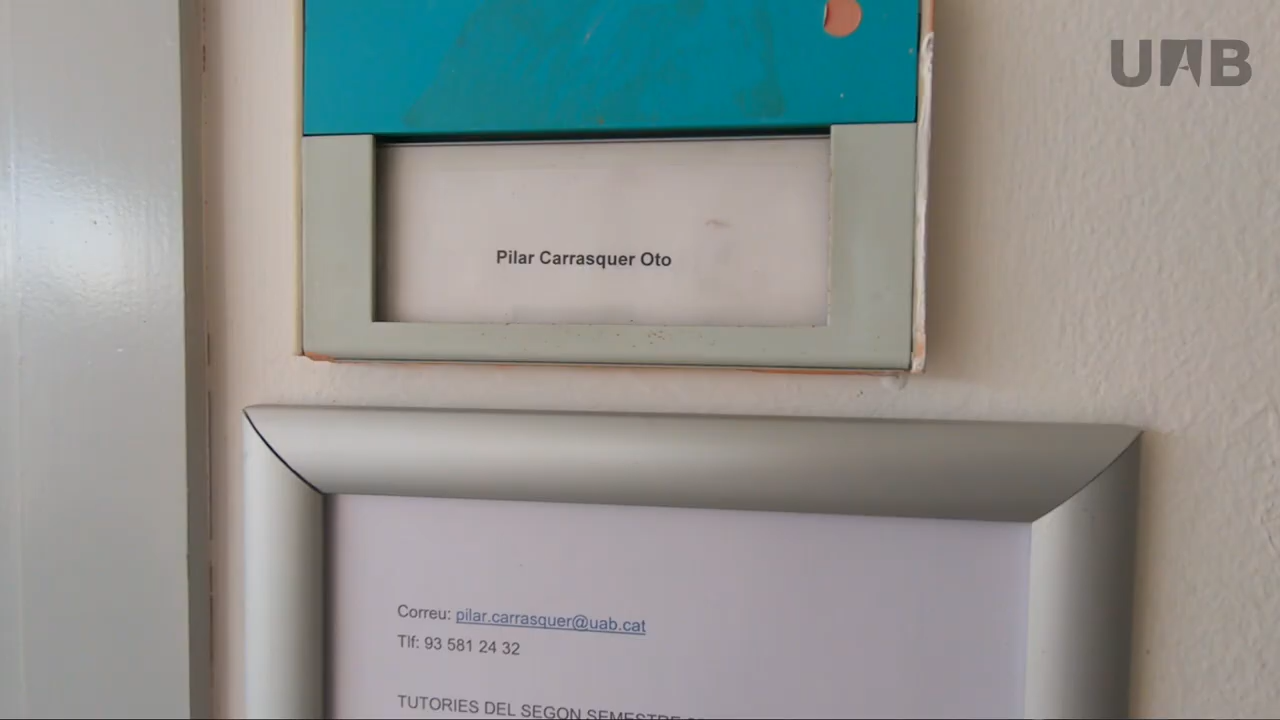 UAB
Pilar Carrasquer Oto
Correu: pilar.carrasquer@uab.cat
Tlf: 93 581 24 32
TUTORIES DEL SEGON SEMESTRE